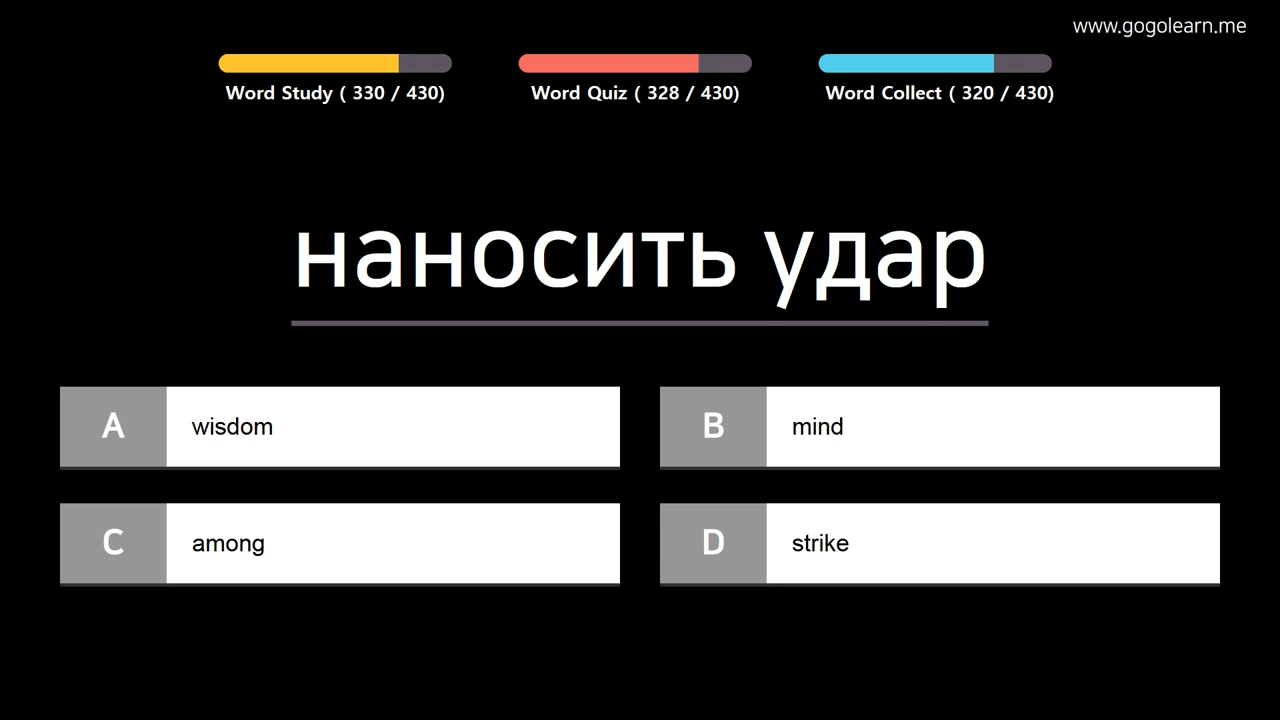 www.gogolearn.me
Word Study ( 330 / 430)
Word Quiz ( 328 / 430)
Word Collect ( 320 / 430)
наносить удар
A wisdom
B mind
C among
D strike